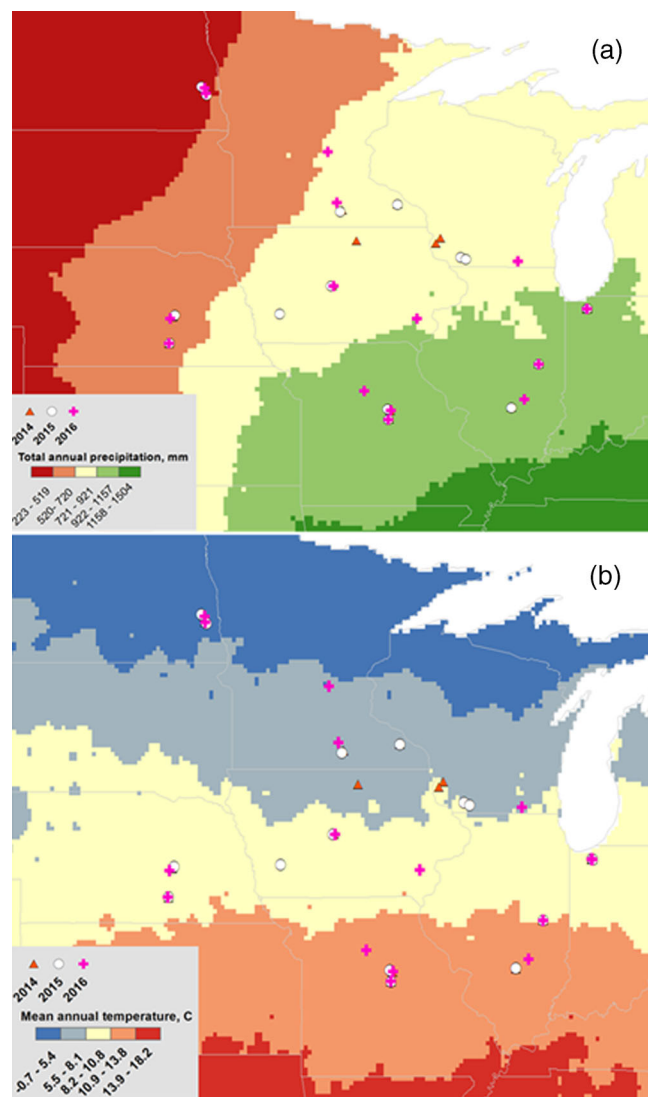 (a)
2014 2015 2016
Total annual precipitation, mm
223 - 519 520- 720 721 - 921 922 - 1157 1158 - 1504
(b)
2014 2015 2016
Mean annual temperature, C
-0.7 - 5.4 5.5 - 8.1 8.2 - 10.8 10.9 - 13.8 13.9 - 18.2